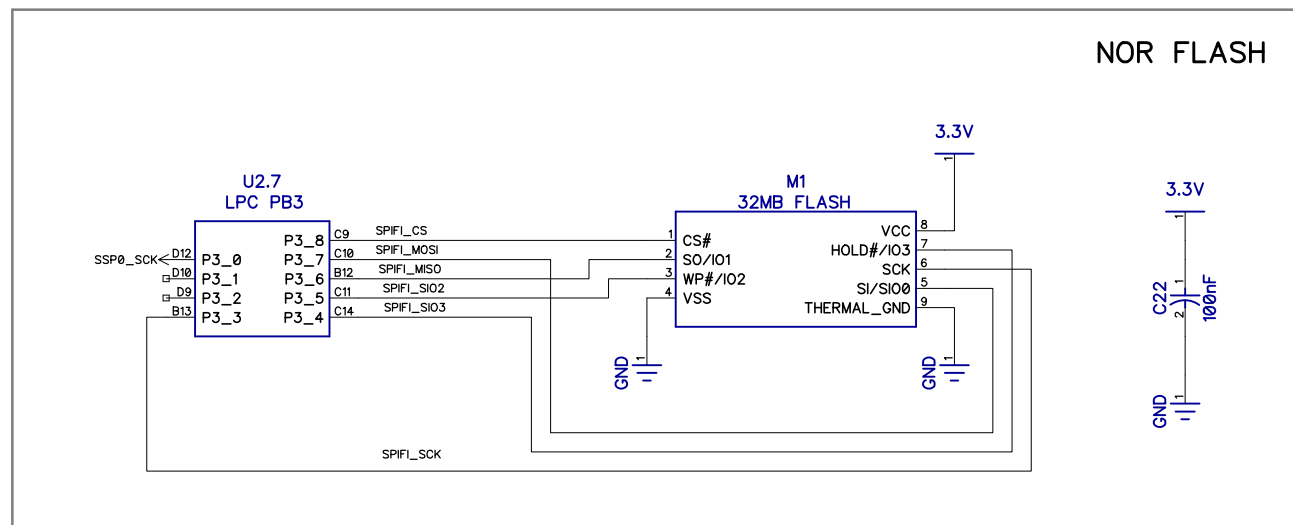 NOR FLASH
3.3V
1
U2.7
LPC PB3
M1
32MB FLASH
3.3V
1
SSP0_SCK
D12
P3_0
D10
P3_1
D9
P3_2
B13
P3_3
P3_8
C9
SPIFI_CS
P3_7
C10
SPIFI_MOSI
P3_6
B12
SPIFI_MISO
P3_5
C11
SPIFI_SIO2
P3_4
C14
SPIFI_SIO3
1
CS#
2
SO/IO1
3
WP#/IO2
4
VSS
VCC
8
HOLD#/IO3
7
SCK
6
SI/SIO0
5
THERMAL_GND
9
GND
1
GND
1
C22
1
2
100nF
GND
1
SPIFI_SCK